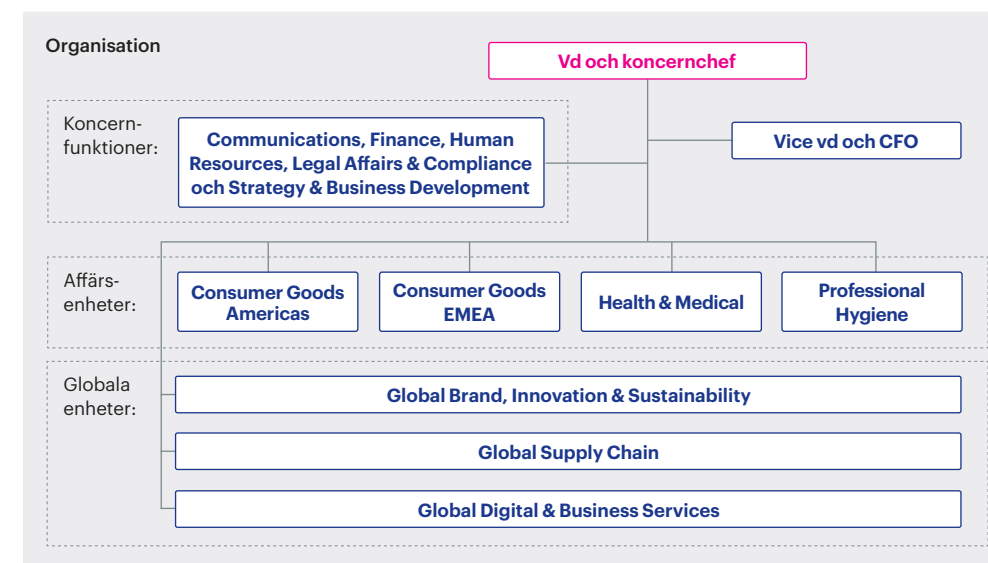 Organisation
Vd och koncernchef
Koncern-
funktioner:
Communications, Finance, Human
Resources, Legal Affairs & Compliance
och Strategy & Business Development
Vice vd och CFO
Affärs-
enheter:
Consumer Goods
Americas
Consumer Goods
EMEA
Health & Medical
Professional
Hygiene
Globala
enheter:
Global Brand, Innovation & Sustainability
Global Supply Chain
Global Digital & Business Services